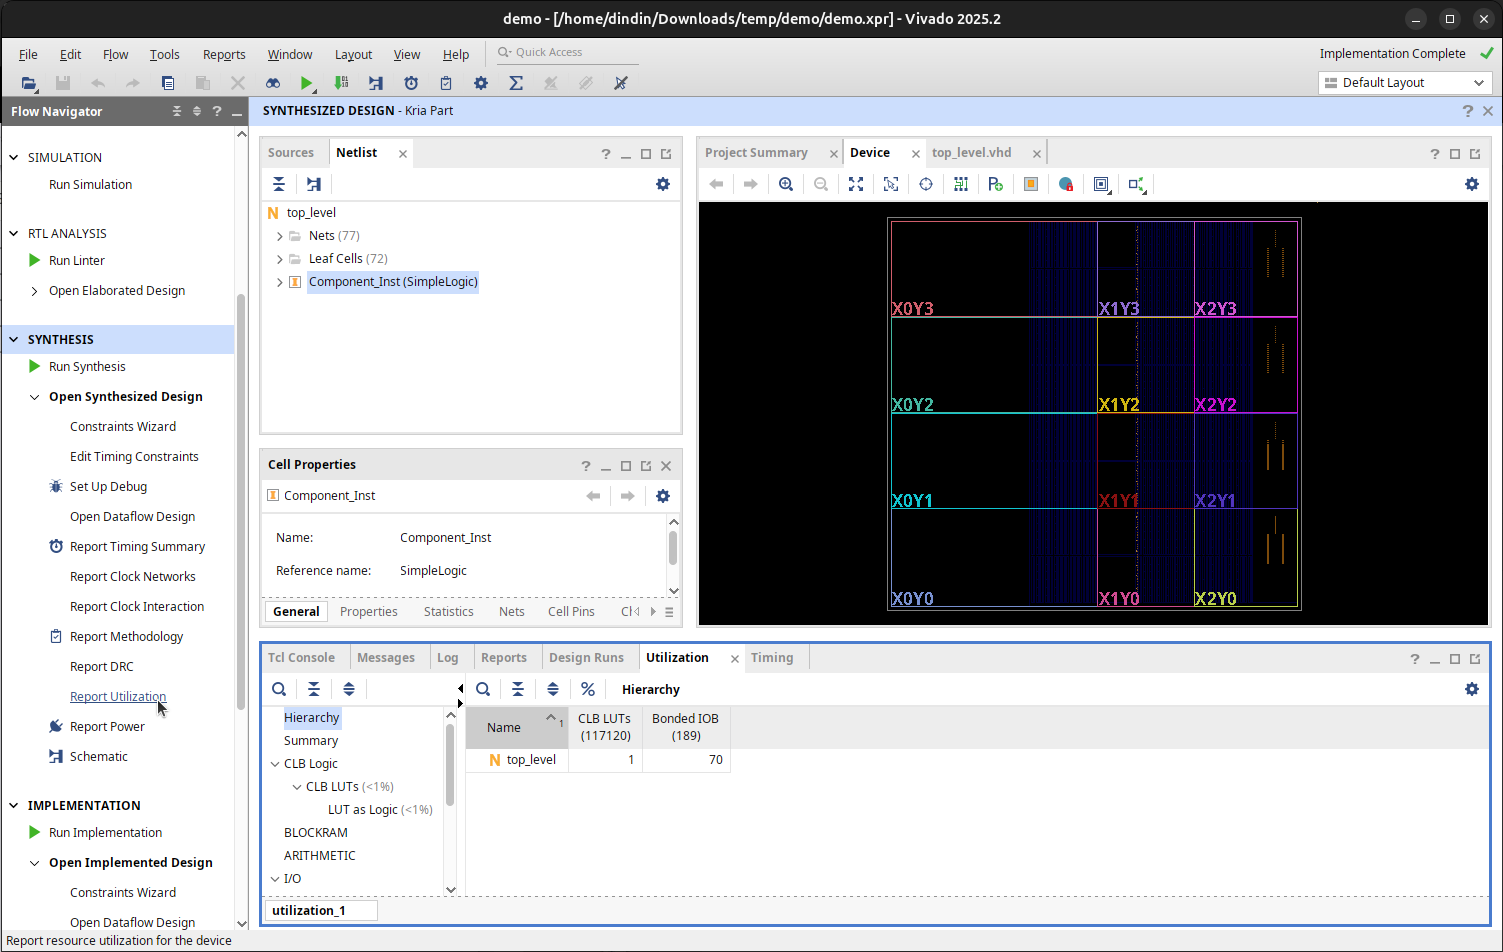 demo - [/home/dindin/Downloads/temp/demo/demo.xpr] - Vivado 2025.2
File Edit Flow Tools Reports Window Layout View Help Quick Access Implementation Complete
Default Layout
Flow Navigator
SYNTHESIZED DESIGN - Kria Part
SIMULATION
Run Simulation
RTL ANALYSIS
Run Linter
Open Elaborated Design
SYNTHESIS
Run Synthesis
Open Synthesized Design
Constraints Wizard
Edit Timing Constraints
Set Up Debug
Open Dataflow Design
Report Timing Summary
Report Clock Networks
Report Clock Interaction
Report Methodology
Report DRC
Report Utilization
Report Power
Schematic
IMPLEMENTATION
Run Implementation
Open Implemented Design
Constraints Wizard
Open Dataflow Design
Sources Netlist
N top_level
Nets (77)
Leaf Cells (72)
Component_Inst (SimpleLogic)
Cell Properties
Component_Inst
Name: Component_Inst
Reference name: SimpleLogic
General Properties Statistics Nets Cell Pins
Project Summary Device top_level.vhd
X0Y3 X1Y3 X2Y3
X0Y2 X1Y2 X2Y2
X0Y1 X1Y1 X2Y1
X0Y0 X1Y0 X2Y0
Tcl Console Messages Log Reports Design Runs Utilization Timing
Hierarchy
Hierarchy
Summary
CLB Logic
CLB LUTs (<1%)
LUT as Logic (<1%)
BLOCKRAM
ARITHMETIC
I/O
Name 1 CLB LUTs Bonded IOB
(117120) (189)
N top_level 1 70
utilization_1
Report resource utilization for the device